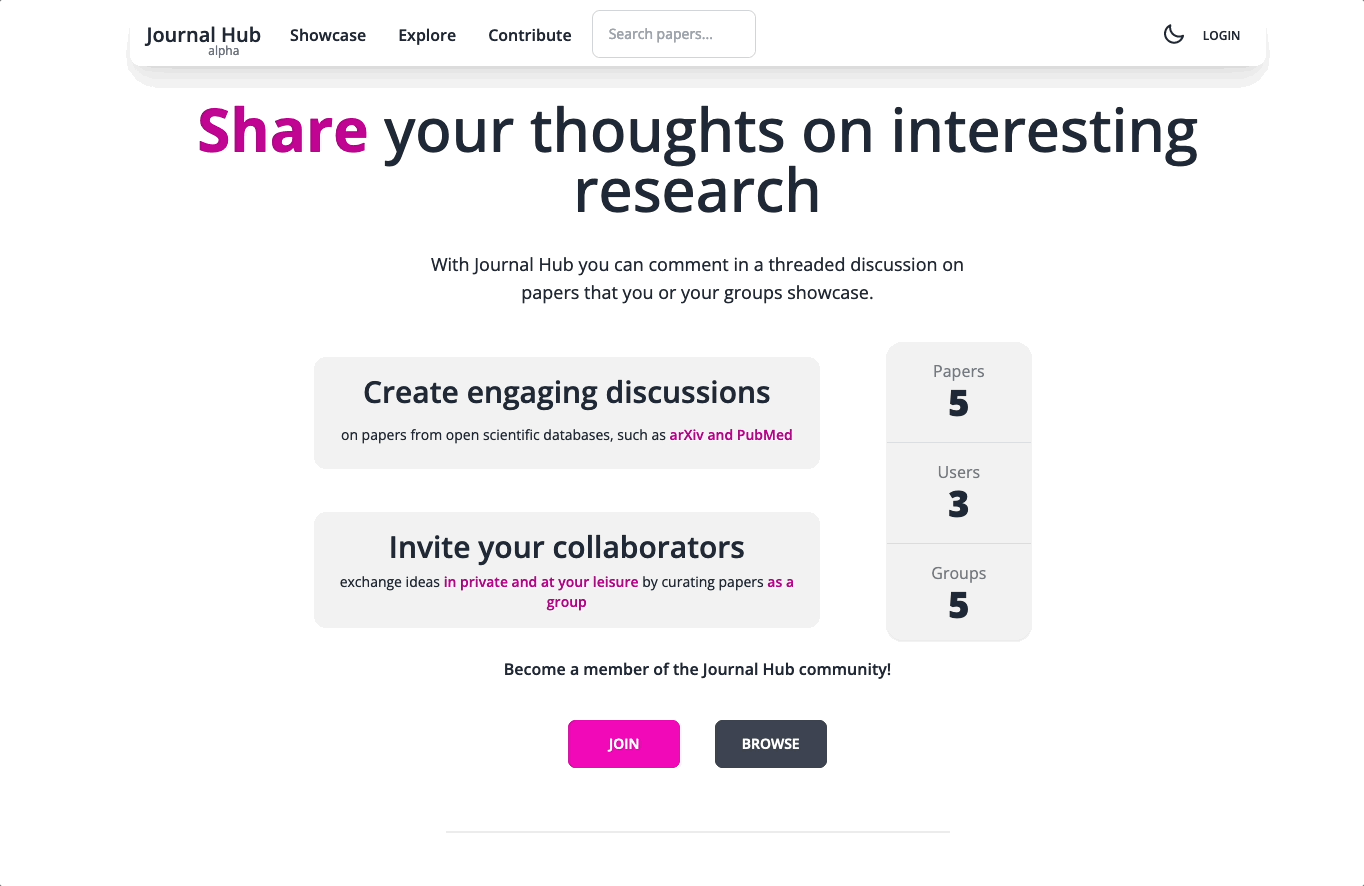 Journal Hub
alpha
Showcase
Explore
Contribute
Search papers...
LOGIN
Share your thoughts on interesting
research
With Journal Hub you can comment in a threaded discussion on
papers that you or your groups showcase.
Create engaging discussions
on papers from open scientific databases, such as arXiv and PubMed
Invite your collaborators
exchange ideas in private and at your leisure by curating papers as a
group
Papers
5
Users
3
Groups
5
Become a member of the Journal Hub community!
JOIN
BROWSE